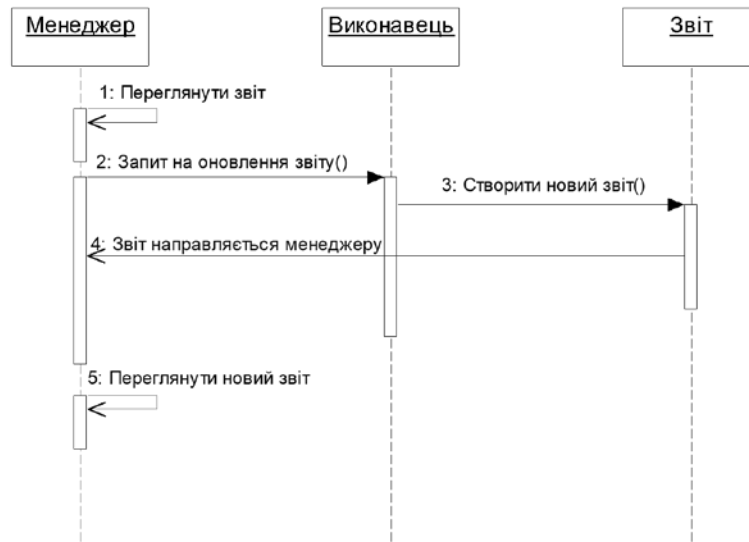 Менеджер
Виконавець
Звіт
1: Переглянути звіт
2: Запит на оновлення звіту()
3: Створити новий звіт()
4: Звіт направляється менеджеру
5: Переглянути новий звіт